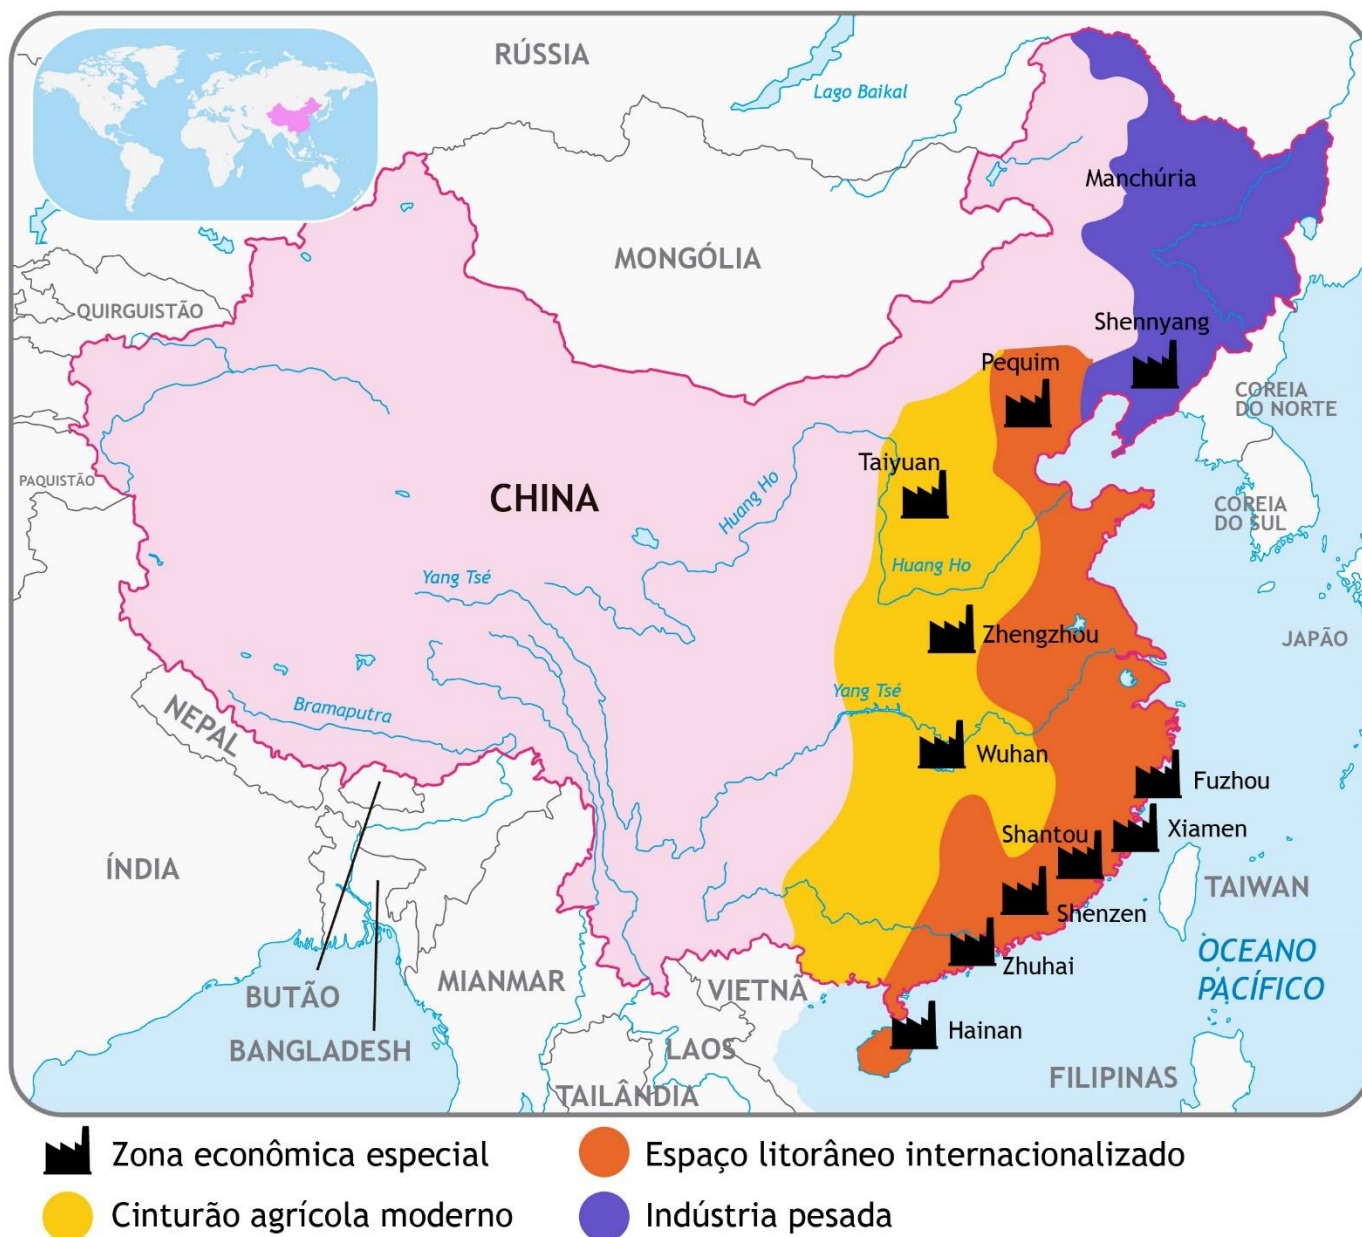 RÚSSIA
Lago Baikal
Manchúria
MONGÓLIA
QUIRGUISTÃO
Shennyang
Pequim
COREIA
DO NORTE
PAQUISTÃO
Taiyuan
CHINA
Huang Ho
COREIA
DO SUL
Huang Ho
Yang Tsé
Zhengzhou
JAPÃO
Yang Tsé
Bramaputra
NEPAL
Wuhan
Fuzhou
Shantou
Xiamen
ÍNDIA
TAIWAN
Shenzen
OCEANO
PACÍFICO
Zhuhai
MIANMAR
VIETNÃ
BUTÃO
Hainan
BANGLADESH
LAOS
FILIPINAS
TAILÂNDIA
Zona econômica especial
Espaço litorâneo internacionalizado
Cinturão agrícola moderno
Indústria pesada